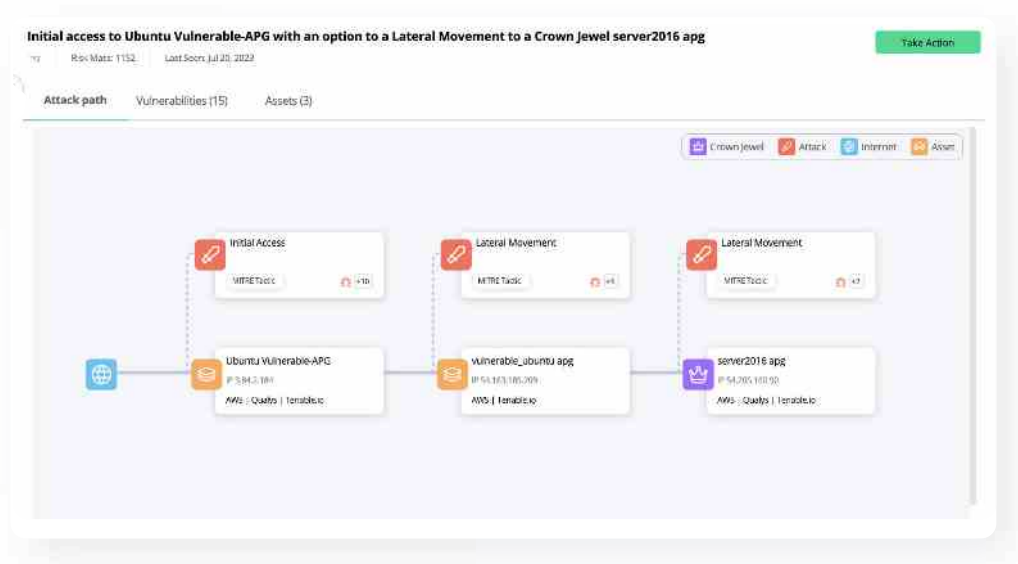 Initial access to Ubuntu Vulnerable-APG with an option to a Lateral Movement to a Crown Jewel server2016 apg
Take Action
Risk Mats: 1152 Last Seen: Jul 20, 2023
Attack path Vulnerabilities (15) Assets (3)
Crown Jewel Attack Internet Asset
Initial Access
MITRE Tactic +10
Lateral Movement
MITRE Tactic
Lateral Movement
MITRE Tactic
Ubuntu Vulnerable-APG
IP
AWS | Qualys | Tenable.io
vulnerable_ubuntu apg
IP
AWS | Tenable.io
server2016 apg
IP
AWS | Qualys | Tenable.io